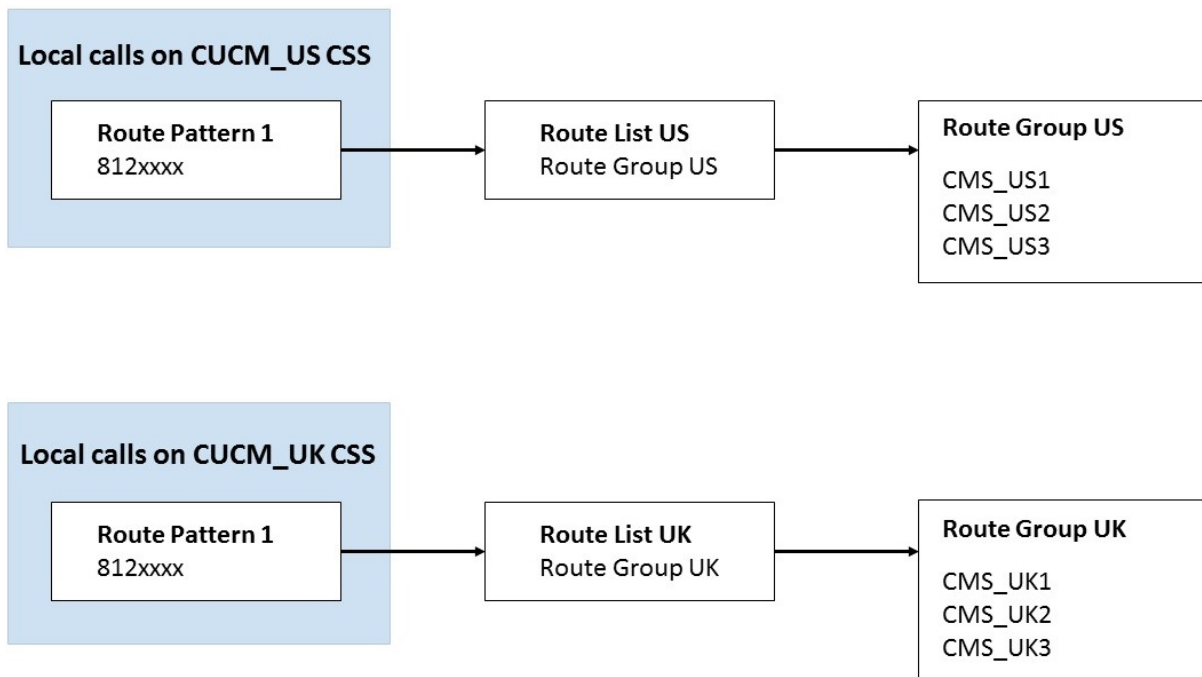 Local calls on CUCM_US CSS
Route Pattern 1
812xxxx
Route List US
Route Group US
Route Group US
CMS_US1
CMS_US2
CMS_US3
Local calls on CUCM_UK CSS
Route Pattern 1
812xxxx
Route List UK
Route Group UK
Route Group UK
CMS_UK1
CMS_UK2
CMS_UK3